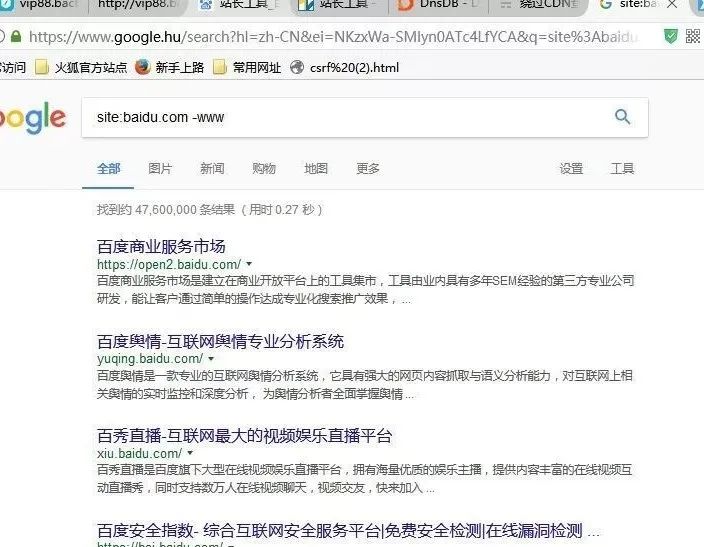 vip88.bac
http://vip88.
站长工具_
站长工具 -
DnsDB - D
绕过CDN
site:ba
https://www.google.hu/search?hl=zh-CN&ei=NKzxWa-SMIyn0ATc4LfYCA&q=site%3Abaidu.
访问 火狐官方站点 新手上路 常用网址 csrf%20(2).html
ogle
site:baidu.com -www
全部 图片 新闻 购物 地图 更多 设置 工具
找到约 47,600,000 条结果 （用时 0.27 秒）
百度商业服务市场
https://open2.baidu.com/
百度商业服务市场是建立在商业开放平台上的工具集市，工具由业内具有多年SEM经验的第三方专业公司
研发，能让客户通过简单的操作达成专业化搜索推广效果， ...
百度舆情-互联网舆情专业分析系统
yuqing.baidu.com/
百度舆情是一款专业的互联网舆情分析系统，它具有强大的网页内容抓取与语义分析能力，对互联网上相
关舆情的实时监控和深度分析， 为舆情分析者全面掌握舆情 ...
百秀直播-互联网最大的视频娱乐直播平台
xiu.baidu.com/
百秀直播是百度旗下大型在线视频娱乐直播平台，拥有海量优质的娱乐主播，提供内容丰富的在线视频互
动直播秀，同时支持数万人在线视频聊天，视频交友，快来加入 ...
百度安全指数- 综合互联网安全服务平台|免费安全检测|在线漏洞检测 ...